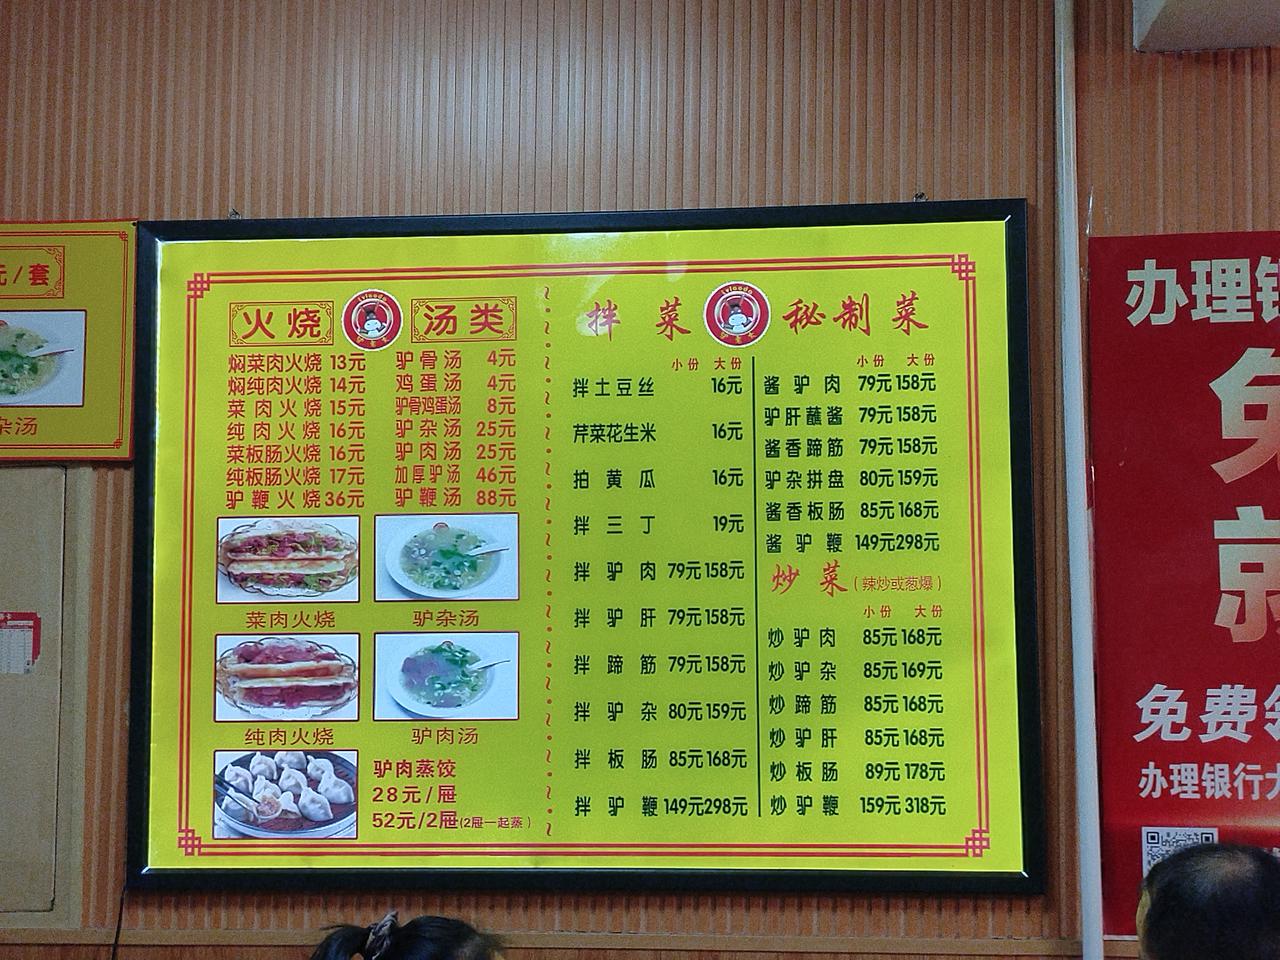 元/套
杂汤
火烧
lvlaoda
驴老大
汤类
焖菜肉火烧 13元
焖纯肉火烧 14元
菜肉火烧 15元
纯肉火烧 16元
菜板肠火烧 16元
纯板肠火烧 17元
驴鞭火烧 36元
驴骨汤 4元
鸡蛋汤 4元
驴骨鸡蛋汤 8元
驴杂汤 25元
驴肉汤 25元
加厚驴汤 46元
驴鞭汤 88元
菜肉火烧
驴杂汤
纯肉火烧
驴肉汤
驴肉蒸饺
28元/屉
52元/2屉(2屉一起蒸)
拌菜
lvlaoda
驴老大
小份 大份
拌土豆丝 16元
芹菜花生米 16元
拍黄瓜 16元
拌三丁 19元
拌驴肉 79元 158元
拌驴肝 79元 158元
拌蹄筋 79元 158元
拌驴杂 80元 159元
拌板肠 85元 168元
拌驴鞭 149元 298元
秘制菜
小份 大份
酱驴肉 79元 158元
驴肝蘸酱 79元 158元
酱香蹄筋 79元 158元
驴杂拼盘 80元 159元
酱香板肠 85元 168元
酱驴鞭 149元 298元
炒菜(辣炒或葱爆)
小份 大份
炒驴肉 85元 168元
炒驴杂 85元 169元
炒蹄筋 85元 168元
炒驴肝 85元 168元
炒板肠 89元 178元
炒驴鞭 159元 318元
办理银
免
就
免费领
办理银行大